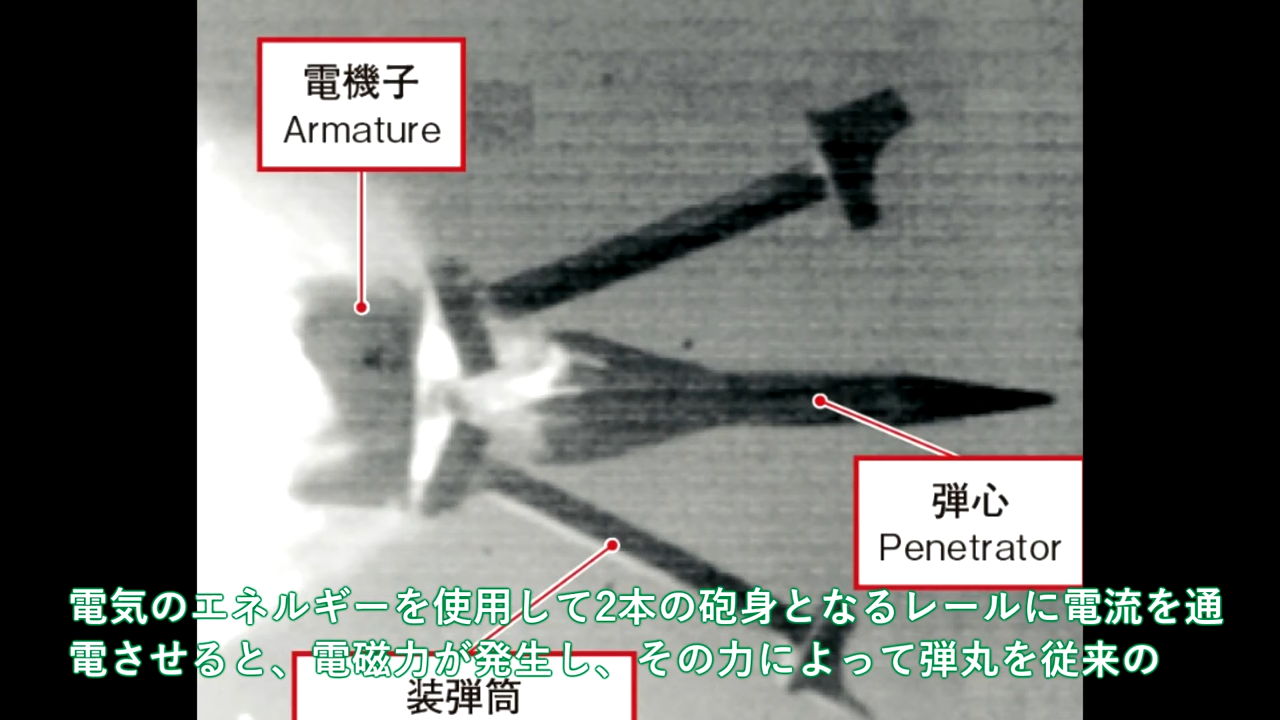 電機子
Armature
弾心
Penetrator
電気のエネルギーを使用して2本の砲身となるレールに電流を通
電させると、電磁力が発生し、その力によって弾丸を従来の
装弾筒